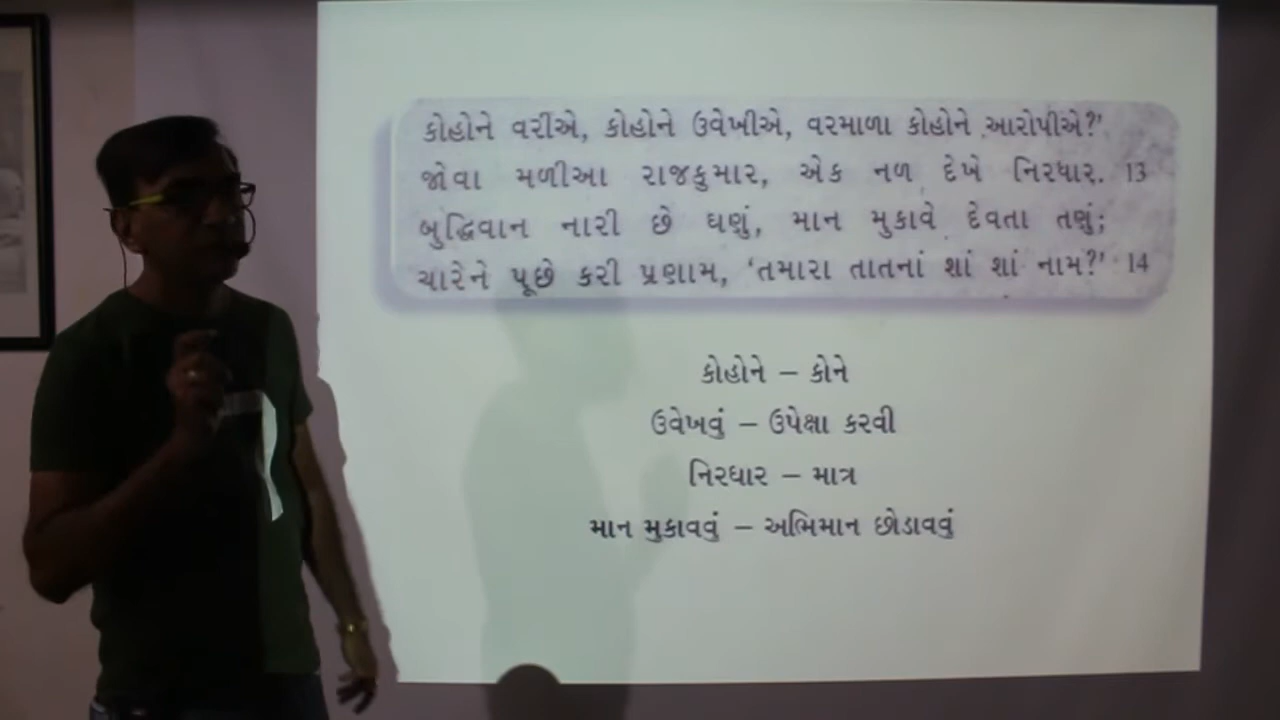 કોહોને વરીએ, કોહોને ઉવેખીએ, વરમાળા કોહોને આરોપીએ?’
જોવા મળીઆ રાજકુમાર, એક નળ દેખે નિરધાર. 13
બુદ્ધિવાન નારી છે ઘણું, માન મુકાવે દેવતા તણું;
ચારેને પૂછે કરી પ્રણામ, ‘તમારા તાતનાં શાં શાં નામ?’ 14
કોહોને – કોને
ઉવેખવું – ઉપેક્ષા કરવી
નિરધાર – માત્ર
માન મુકાવવું – અભિમાન છોડાવવું